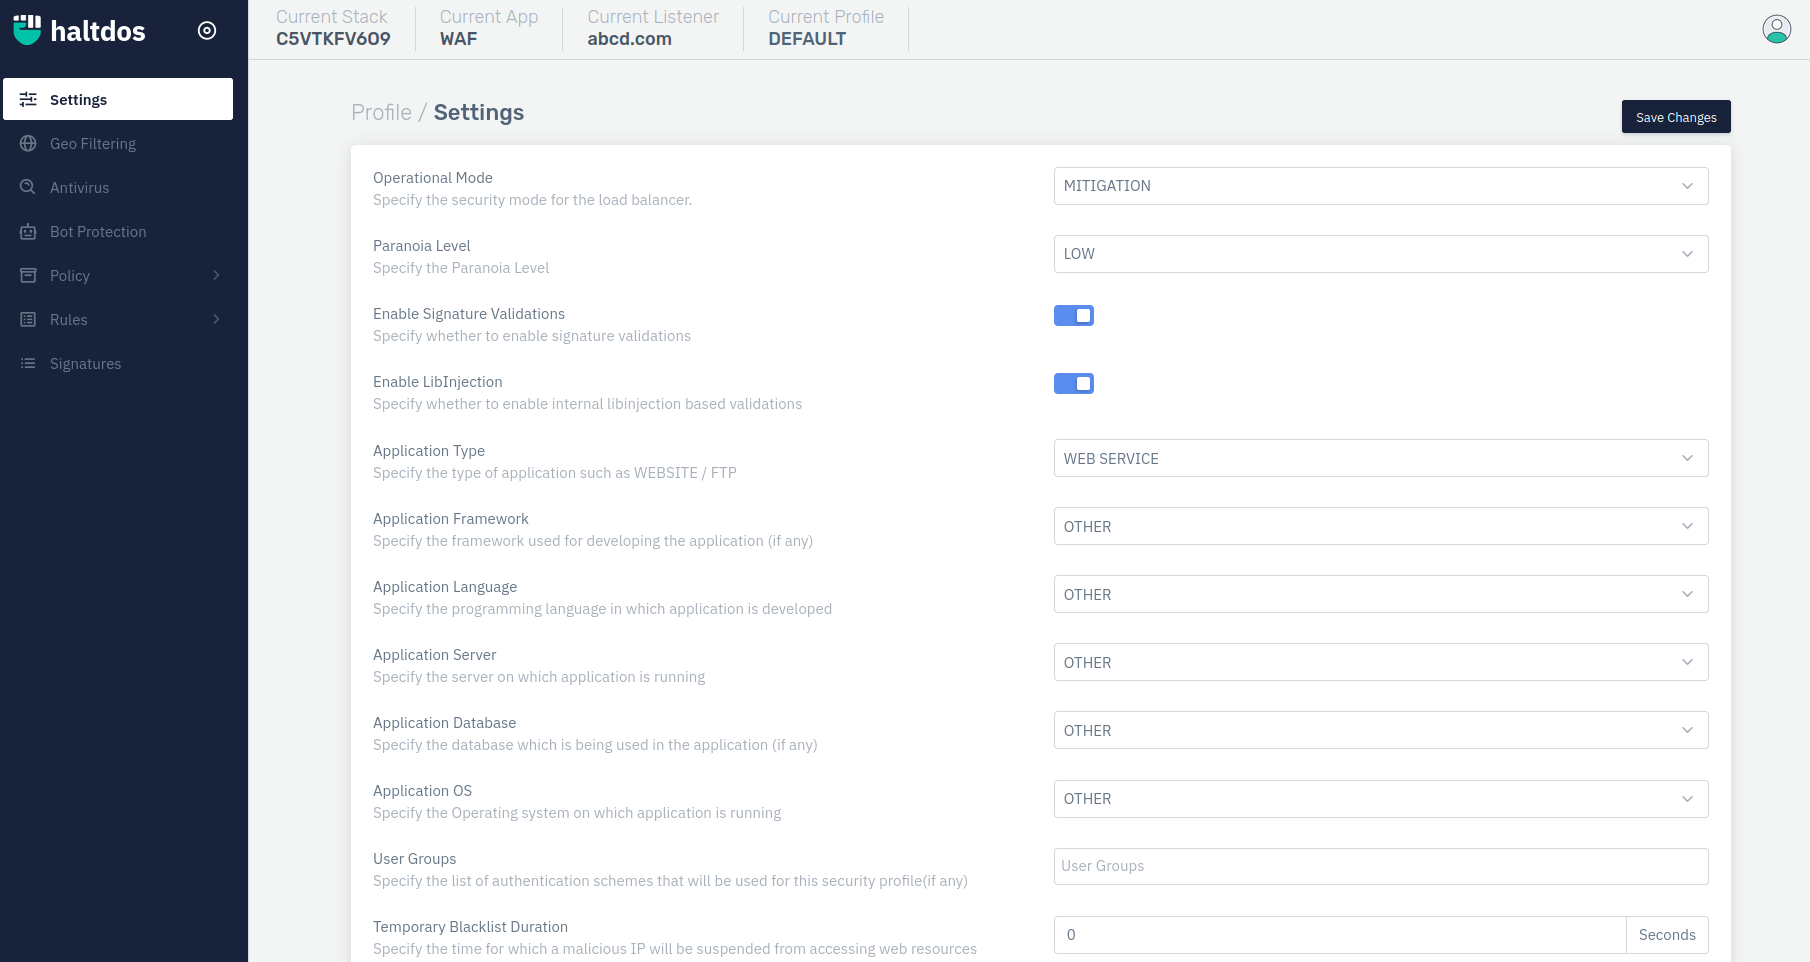 haltdos
Current Stack
C5VTKFV6O9
Current App
WAF
Current Listener
abcd.com
Current Profile
DEFAULT
Settings
Geo Filtering
Antivirus
Bot Protection
Policy
Rules
Signatures
Profile / Settings
Save Changes
Operational Mode
Specify the security mode for the load balancer.
MITIGATION
Paranoia Level
Specify the Paranoia Level
LOW
Enable Signature Validations
Specify whether to enable signature validations
Enable LibInjection
Specify whether to enable internal libinjection based validations
Application Type
Specify the type of application such as WEBSITE / FTP
WEB SERVICE
Application Framework
Specify the framework used for developing the application (if any)
OTHER
Application Language
Specify the programming language in which application is developed
OTHER
Application Server
Specify the server on which application is running
OTHER
Application Database
Specify the database which is being used in the application (if any)
OTHER
Application OS
Specify the Operating system on which application is running
OTHER
User Groups
Specify the list of authentication schemes that will be used for this security profile(if any)
User Groups
Temporary Blacklist Duration
Specify the time for which a malicious IP will be suspended from accessing web resources
0
Seconds